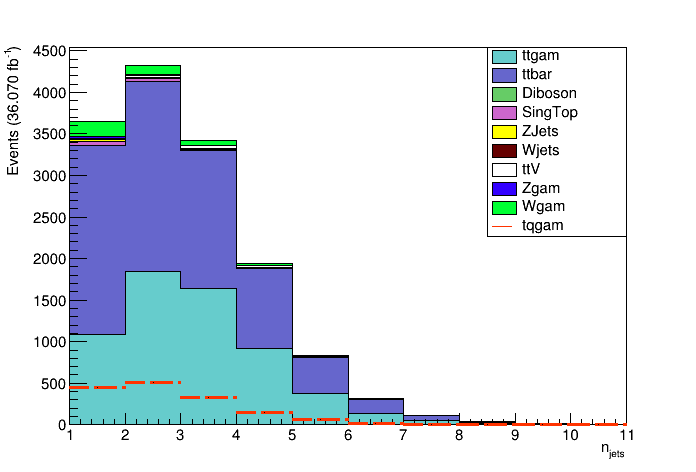 Events (36.070 fb⁻¹)
4500
4000
3500
3000
2500
2000
1500
1000
500
0
1 2 3 4 5 6 7 8 9 10 11
n_jets
ttgam
ttbar
Diboson
SingTop
ZJets
Wjets
ttV
Zgam
Wgam
tqgam